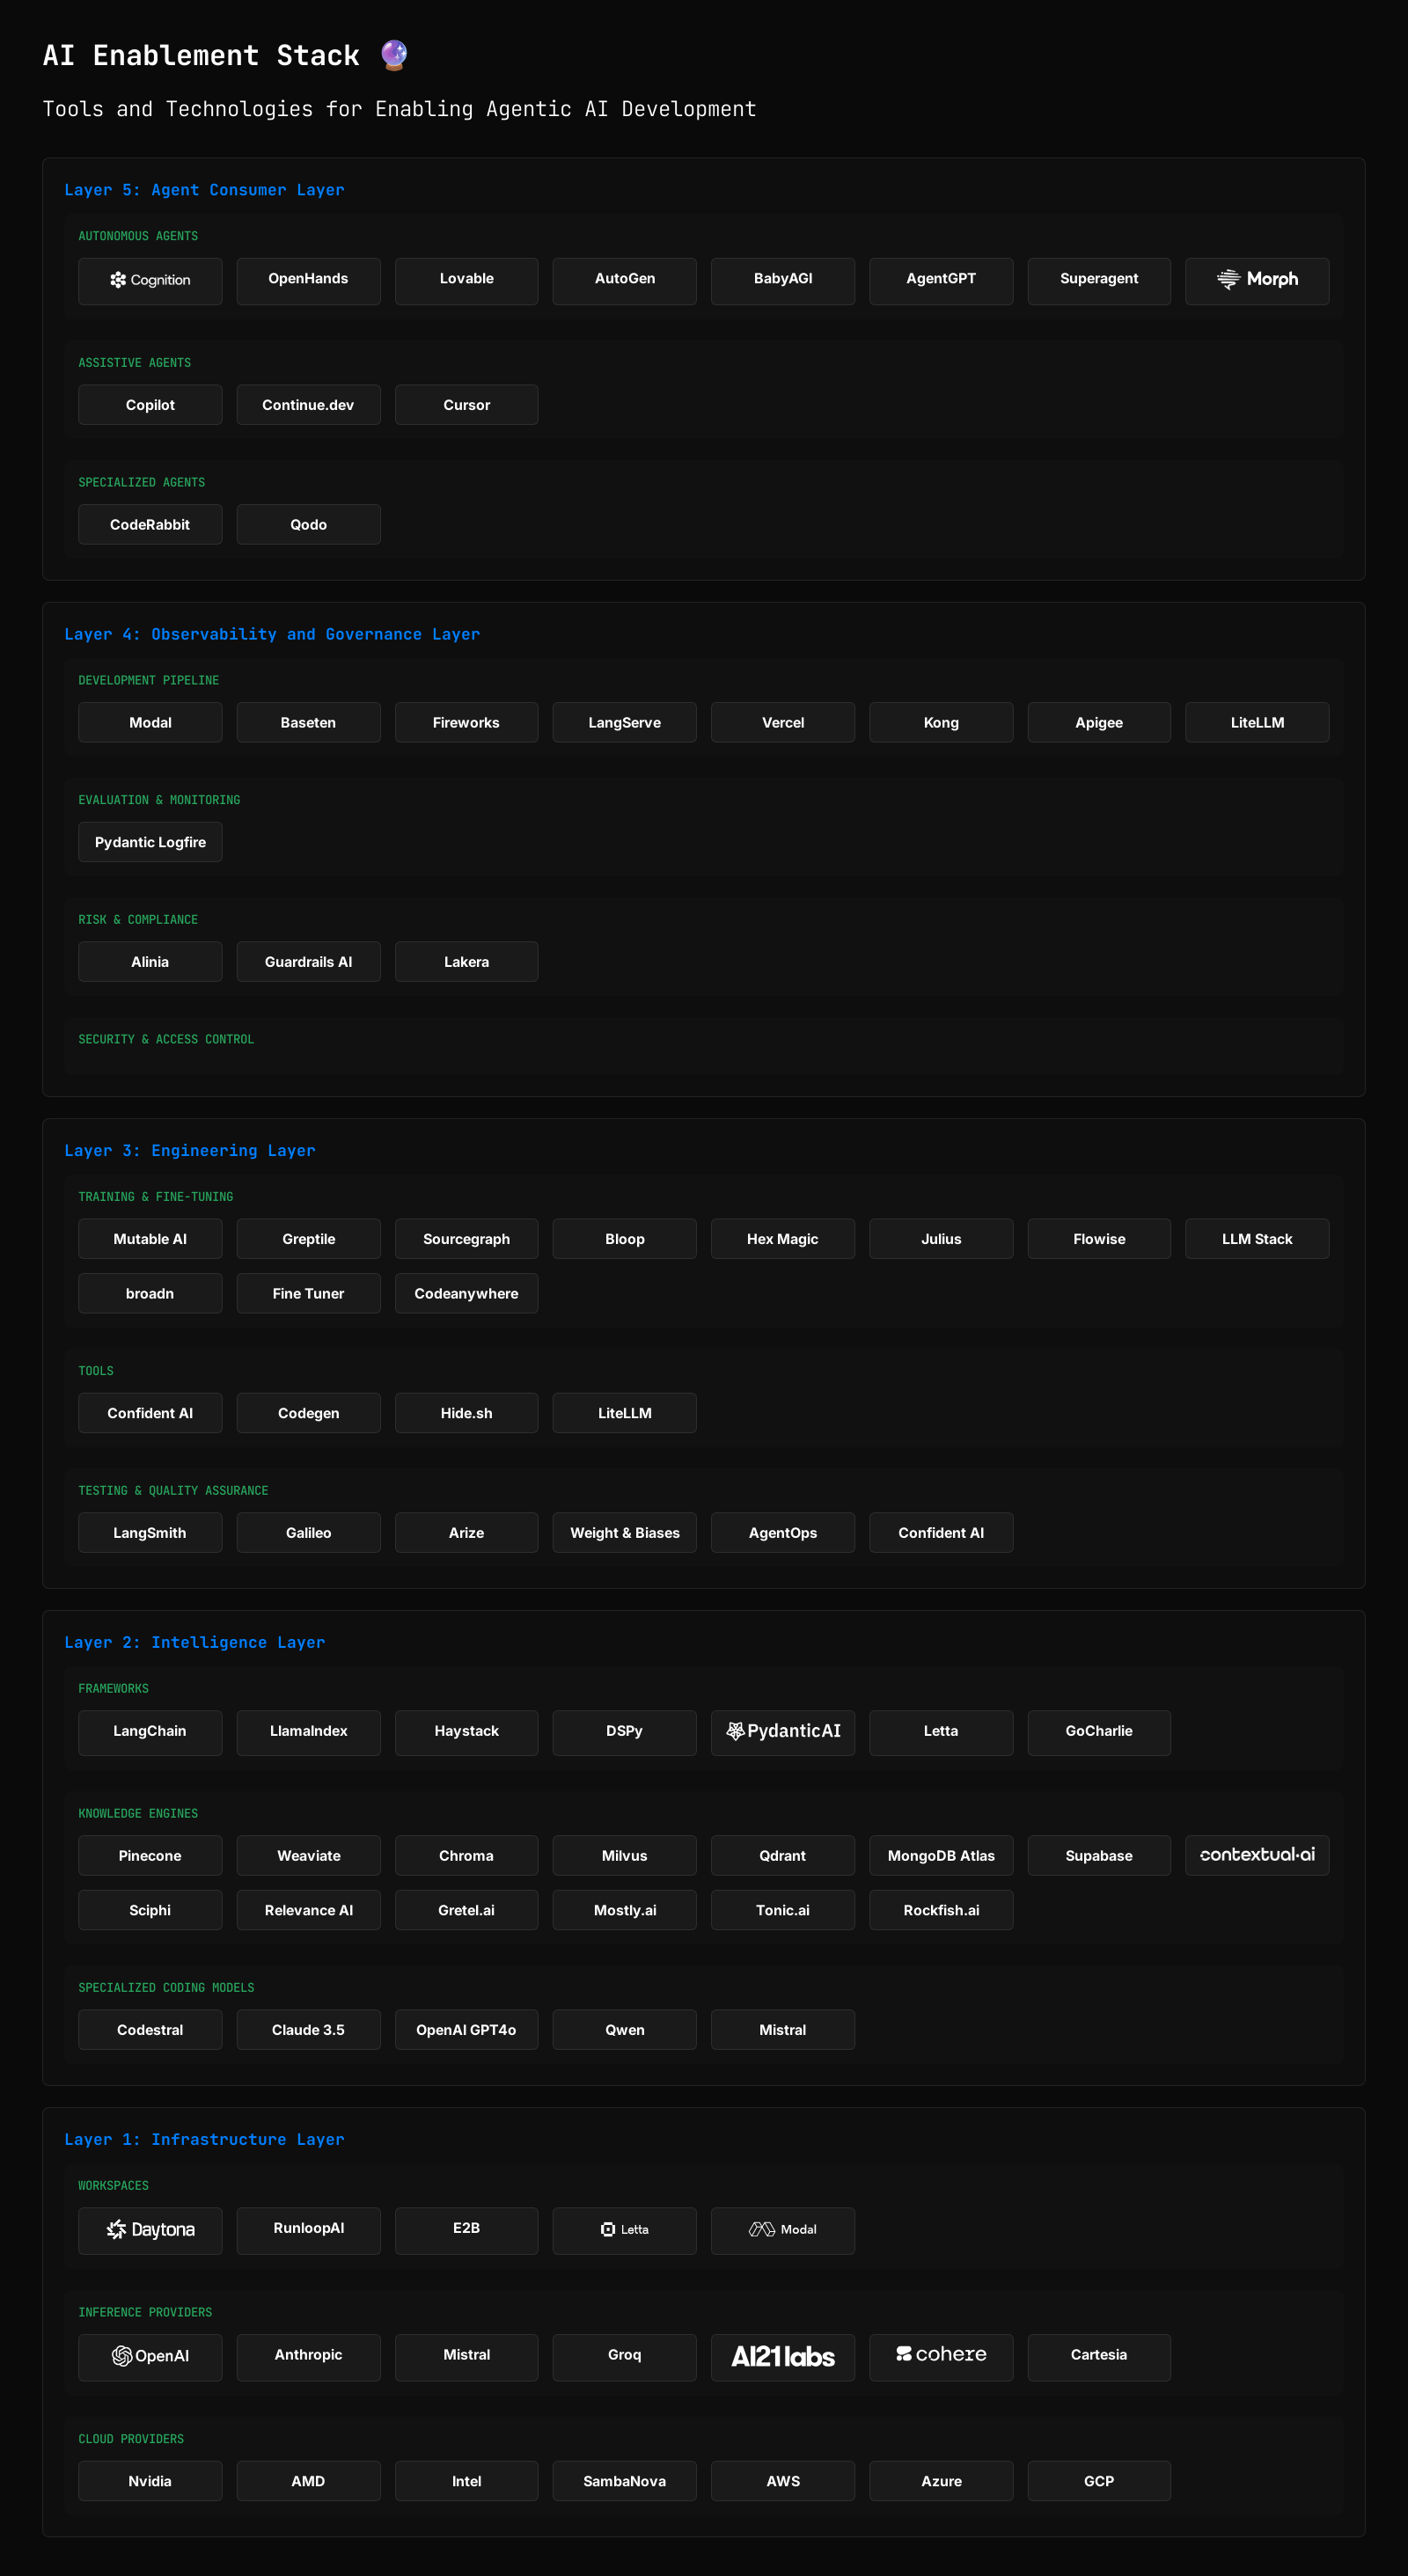 AI Enablement Stack 🔮
Tools and Technologies for Enabling Agentic AI Development
Layer 5: Agent Consumer Layer
AUTONOMOUS AGENTS
Cognition OpenHands Lovable AutoGen BabyAGI AgentGPT Superagent Morph
ASSISTIVE AGENTS
Copilot Continue.dev Cursor
SPECIALIZED AGENTS
CodeRabbit Qodo
Layer 4: Observability and Governance Layer
DEVELOPMENT PIPELINE
Modal Baseten Fireworks LangServe Vercel Kong Apigee LiteLLM
EVALUATION & MONITORING
Pydantic Logfire
RISK & COMPLIANCE
Alinia Guardrails AI Lakera
SECURITY & ACCESS CONTROL
Layer 3: Engineering Layer
TRAINING & FINE-TUNING
Mutable AI Greptile Sourcegraph Bloop Hex Magic Julius Flowise LLM Stack
broadn Fine Tuner Codeanywhere
TOOLS
Confident AI Codegen Hide.sh LiteLLM
TESTING & QUALITY ASSURANCE
LangSmith Galileo Arize Weight & Biases AgentOps Confident AI
Layer 2: Intelligence Layer
FRAMEWORKS
LangChain LlamaIndex Haystack DSPy PydanticAI Letta GoCharlie
KNOWLEDGE ENGINES
Pinecone Weaviate Chroma Milvus Qdrant MongoDB Atlas Supabase contextual·ai
Sciphi Relevance AI Gretel.ai Mostly.ai Tonic.ai Rockfish.ai
SPECIALIZED CODING MODELS
Codestral Claude 3.5 OpenAI GPT4o Qwen Mistral
Layer 1: Infrastructure Layer
WORKSPACES
Daytona RunloopAI E2B Letta Modal
INFERENCE PROVIDERS
OpenAI Anthropic Mistral Groq AI21labs cohere Cartesia
CLOUD PROVIDERS
Nvidia AMD Intel SambaNova AWS Azure GCP